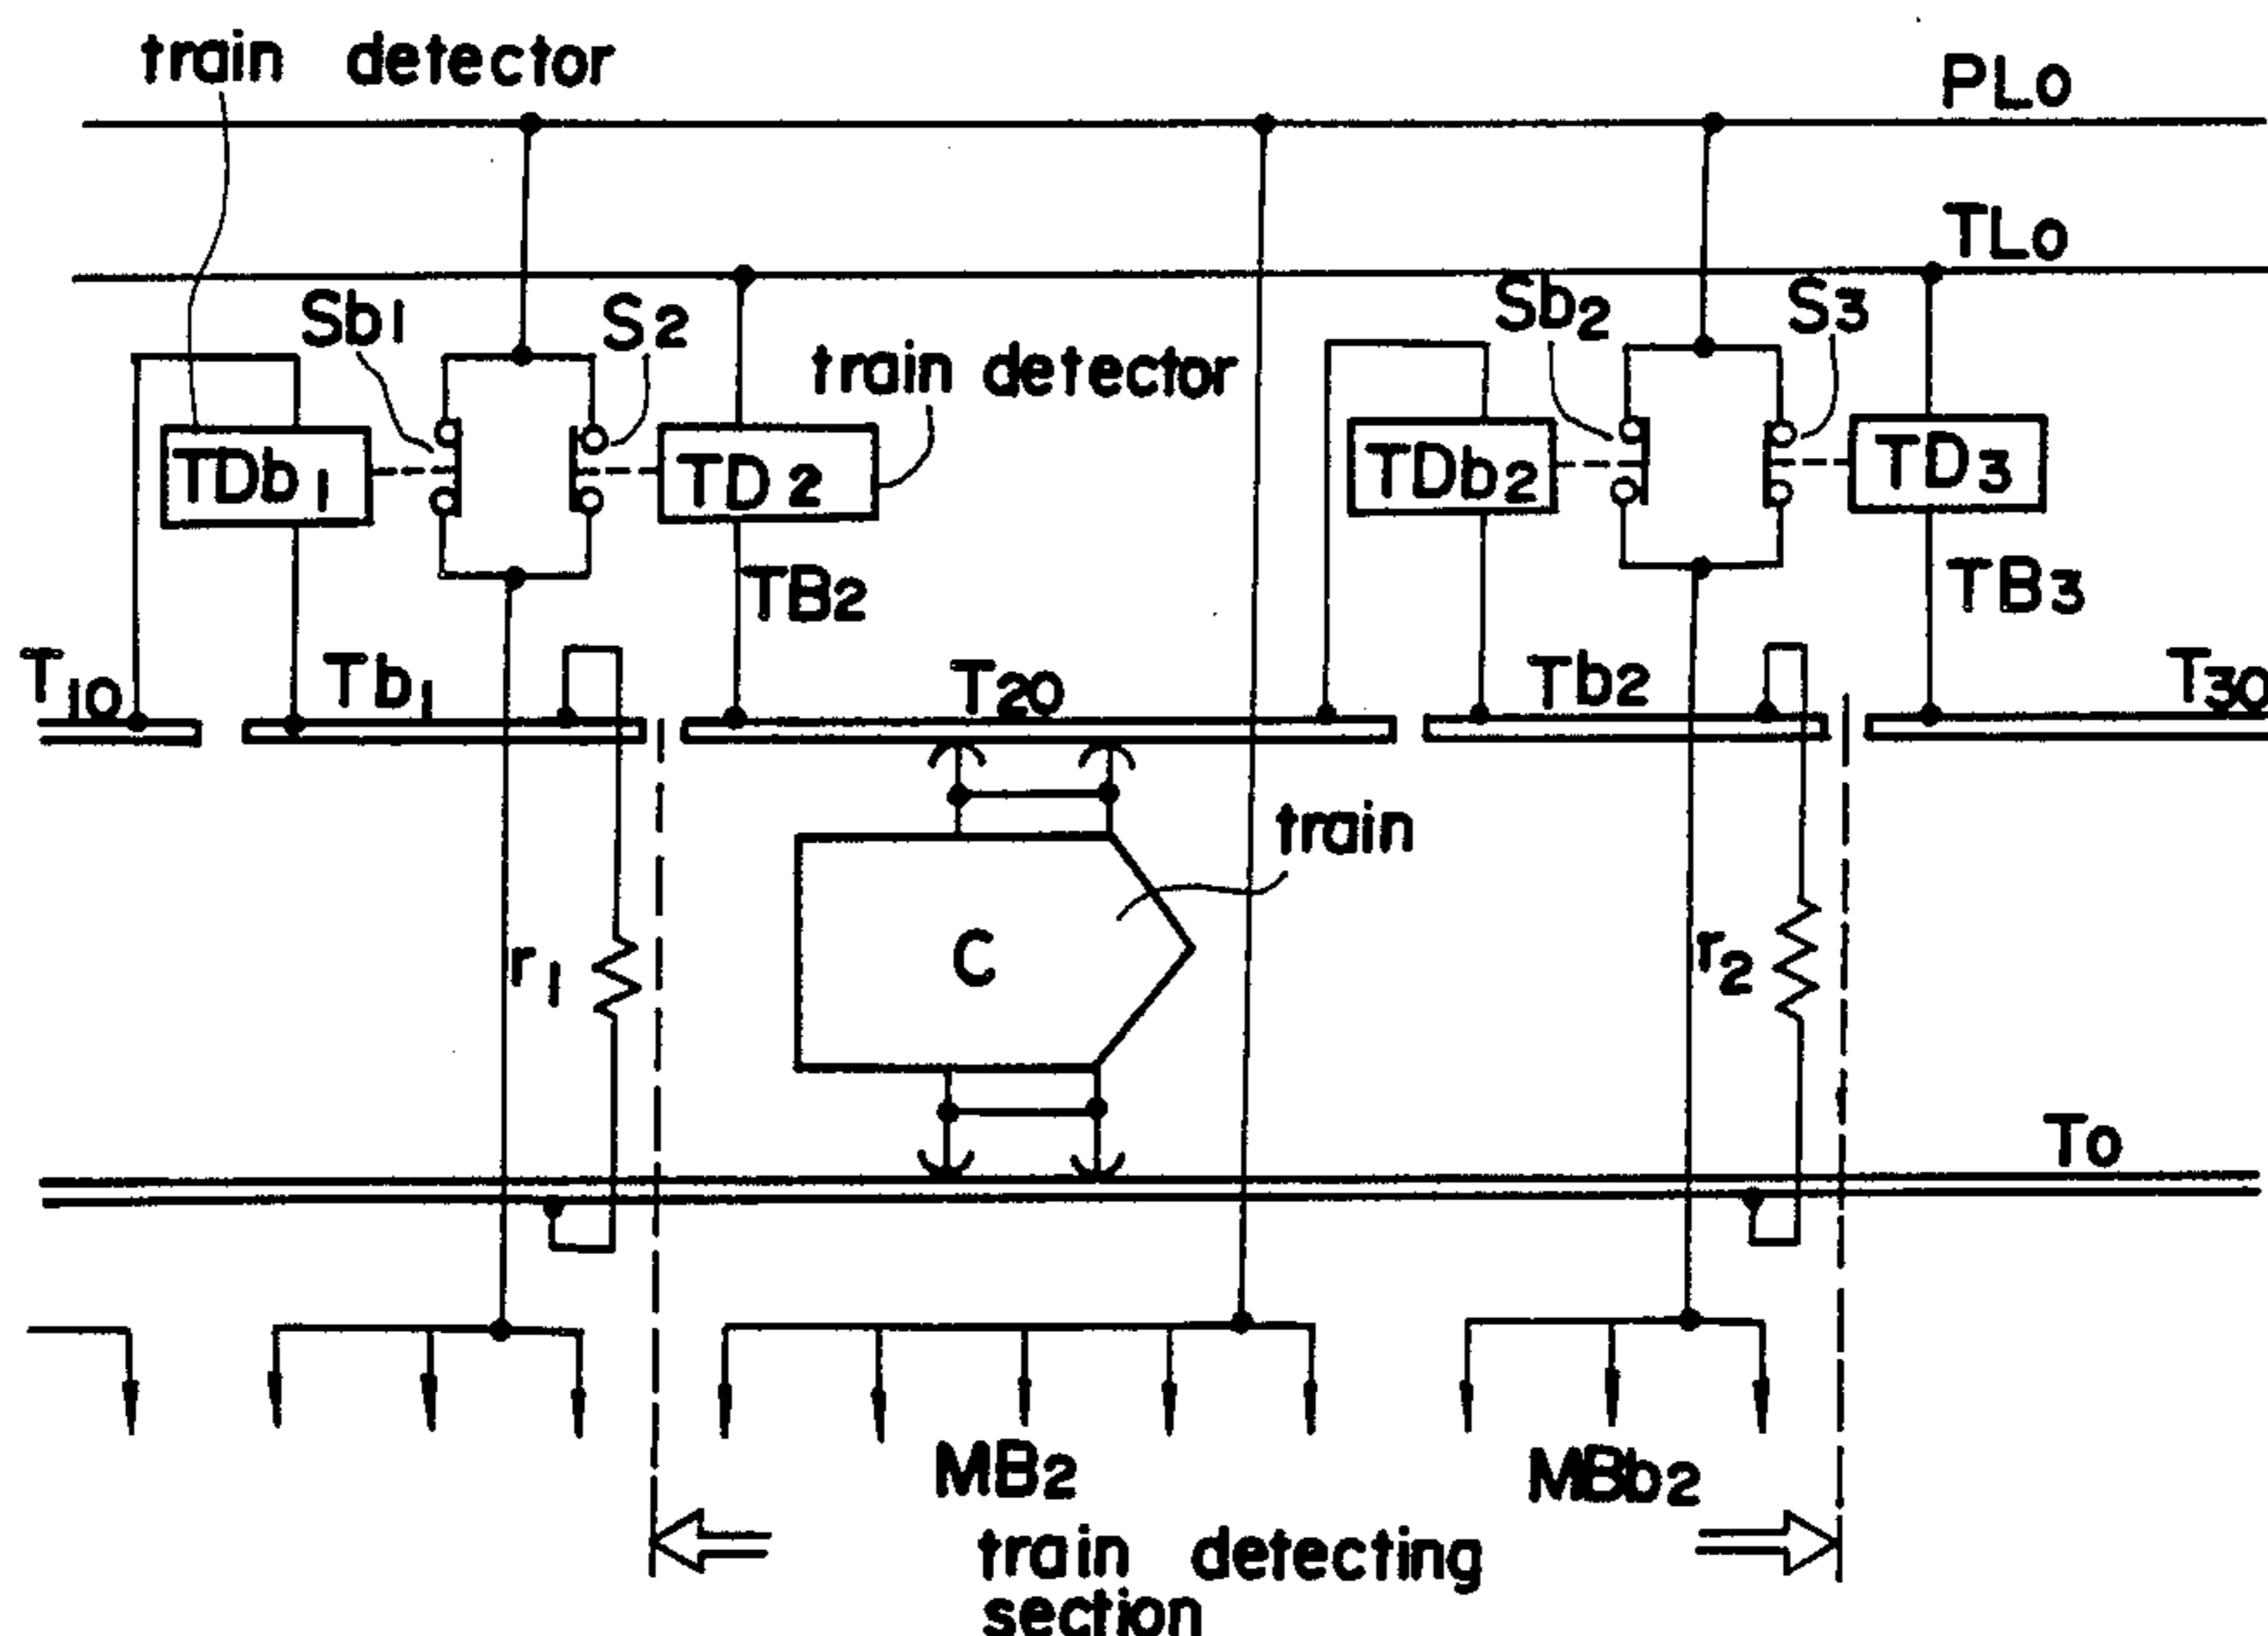 train detector
PLo
TLo
Sb1
S2
train detector
Sb2
S3
TDb1
TD2
TDb2
TD3
TB2
TB3
T10
Tb1
T20
Tb2
T30
train
C
r1
r2
To
MB2
MBb2
train detecting
section